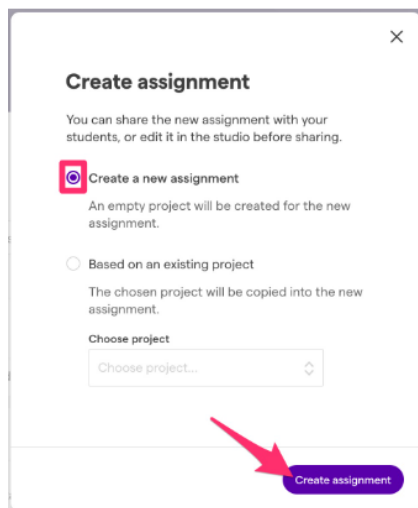 Create assignment
You can share the new assignment with your
students, or edit it in the studio before sharing.
Create a new assignment
An empty project will be created for the new
assignment.
Based on an existing project
The chosen project will be copied into the new
assignment.
Choose project
Choose project...
Create assignment